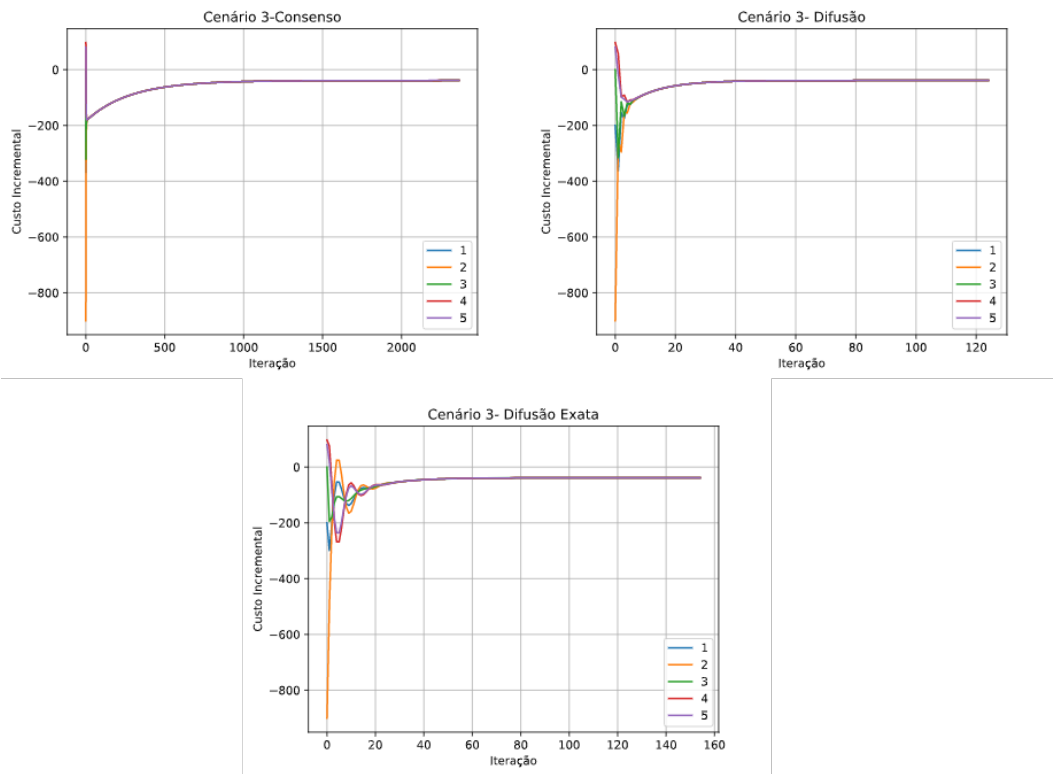 Cenário 3-Consenso
0
−200
−400
−600
−800
Custo Incremental
0 500 1000 1500 2000
Iteração
1
2
3
4
5
Cenário 3- Difusão
0
−200
−400
−600
−800
Custo Incremental
0 20 40 60 80 100 120
Iteração
1
2
3
4
5
Cenário 3- Difusão Exata
0
−200
−400
−600
−800
Custo Incremental
0 20 40 60 80 100 120 140 160
Iteração
1
2
3
4
5